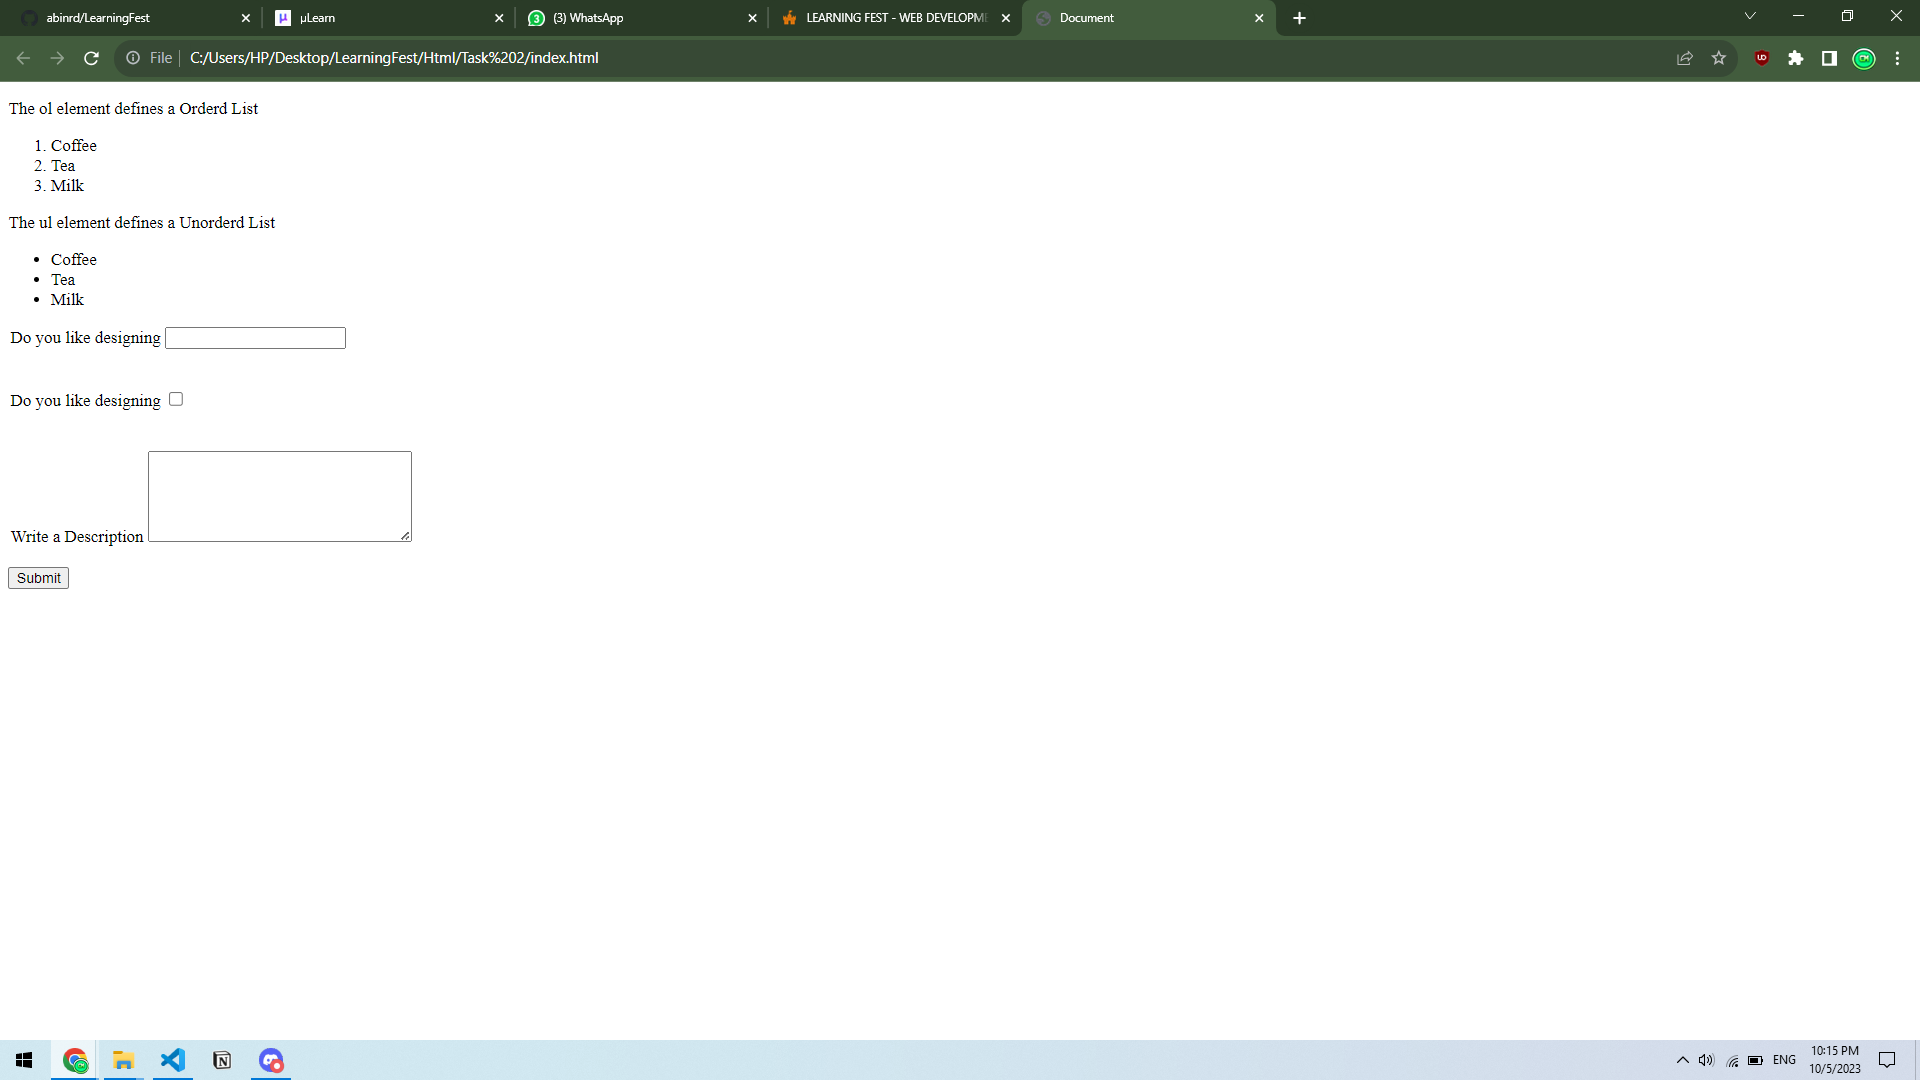 abinrd/LearningFest
μ μLearn
3 (3) WhatsApp
LEARNING FEST - WEB DEVELOPME
Document
File C:/Users/HP/Desktop/LearningFest/Html/Task%202/index.html
The ol element defines a Orderd List
1. Coffee
2. Tea
3. Milk
The ul element defines a Unorderd List
• Coffee
• Tea
• Milk
Do you like designing
Do you like designing
Write a Description
Submit
ENG
10:15 PM
10/5/2023